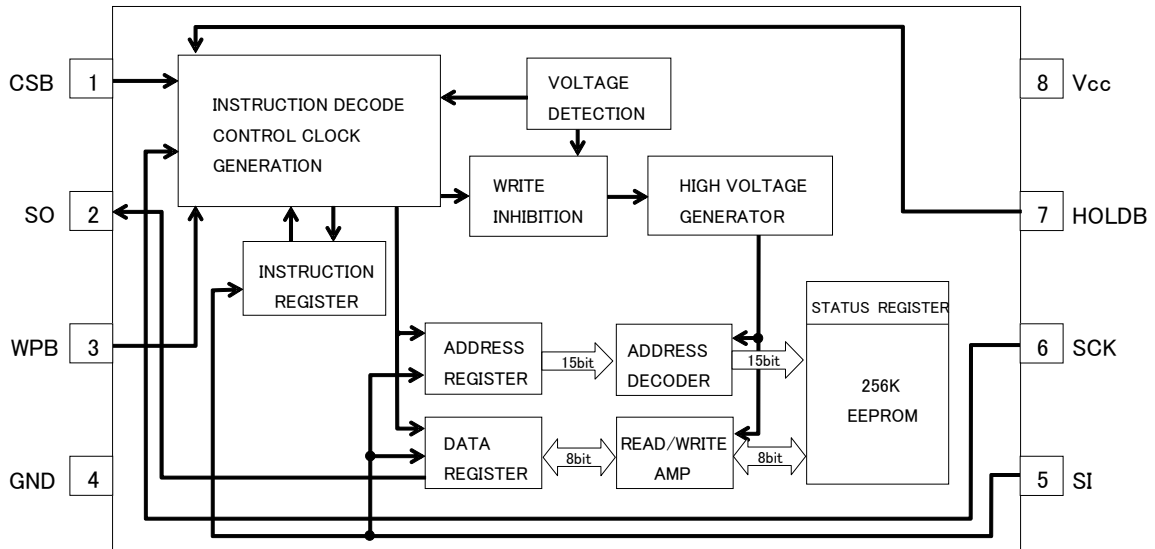 CSB
1
INSTRUCTION DECODE
CONTROL CLOCK
GENERATION
VOLTAGE
DETECTION
8
Vcc
SO
2
WRITE
INHIBITION
HIGH VOLTAGE
GENERATOR
7
HOLDB
INSTRUCTION
REGISTER
STATUS REGISTER
WPB
3
ADDRESS
REGISTER
15bit
ADDRESS
DECODER
15bit
256K
EEPROM
6
SCK
GND
4
DATA
REGISTER
8bit
READ/WRITE
AMP
8bit
5
SI